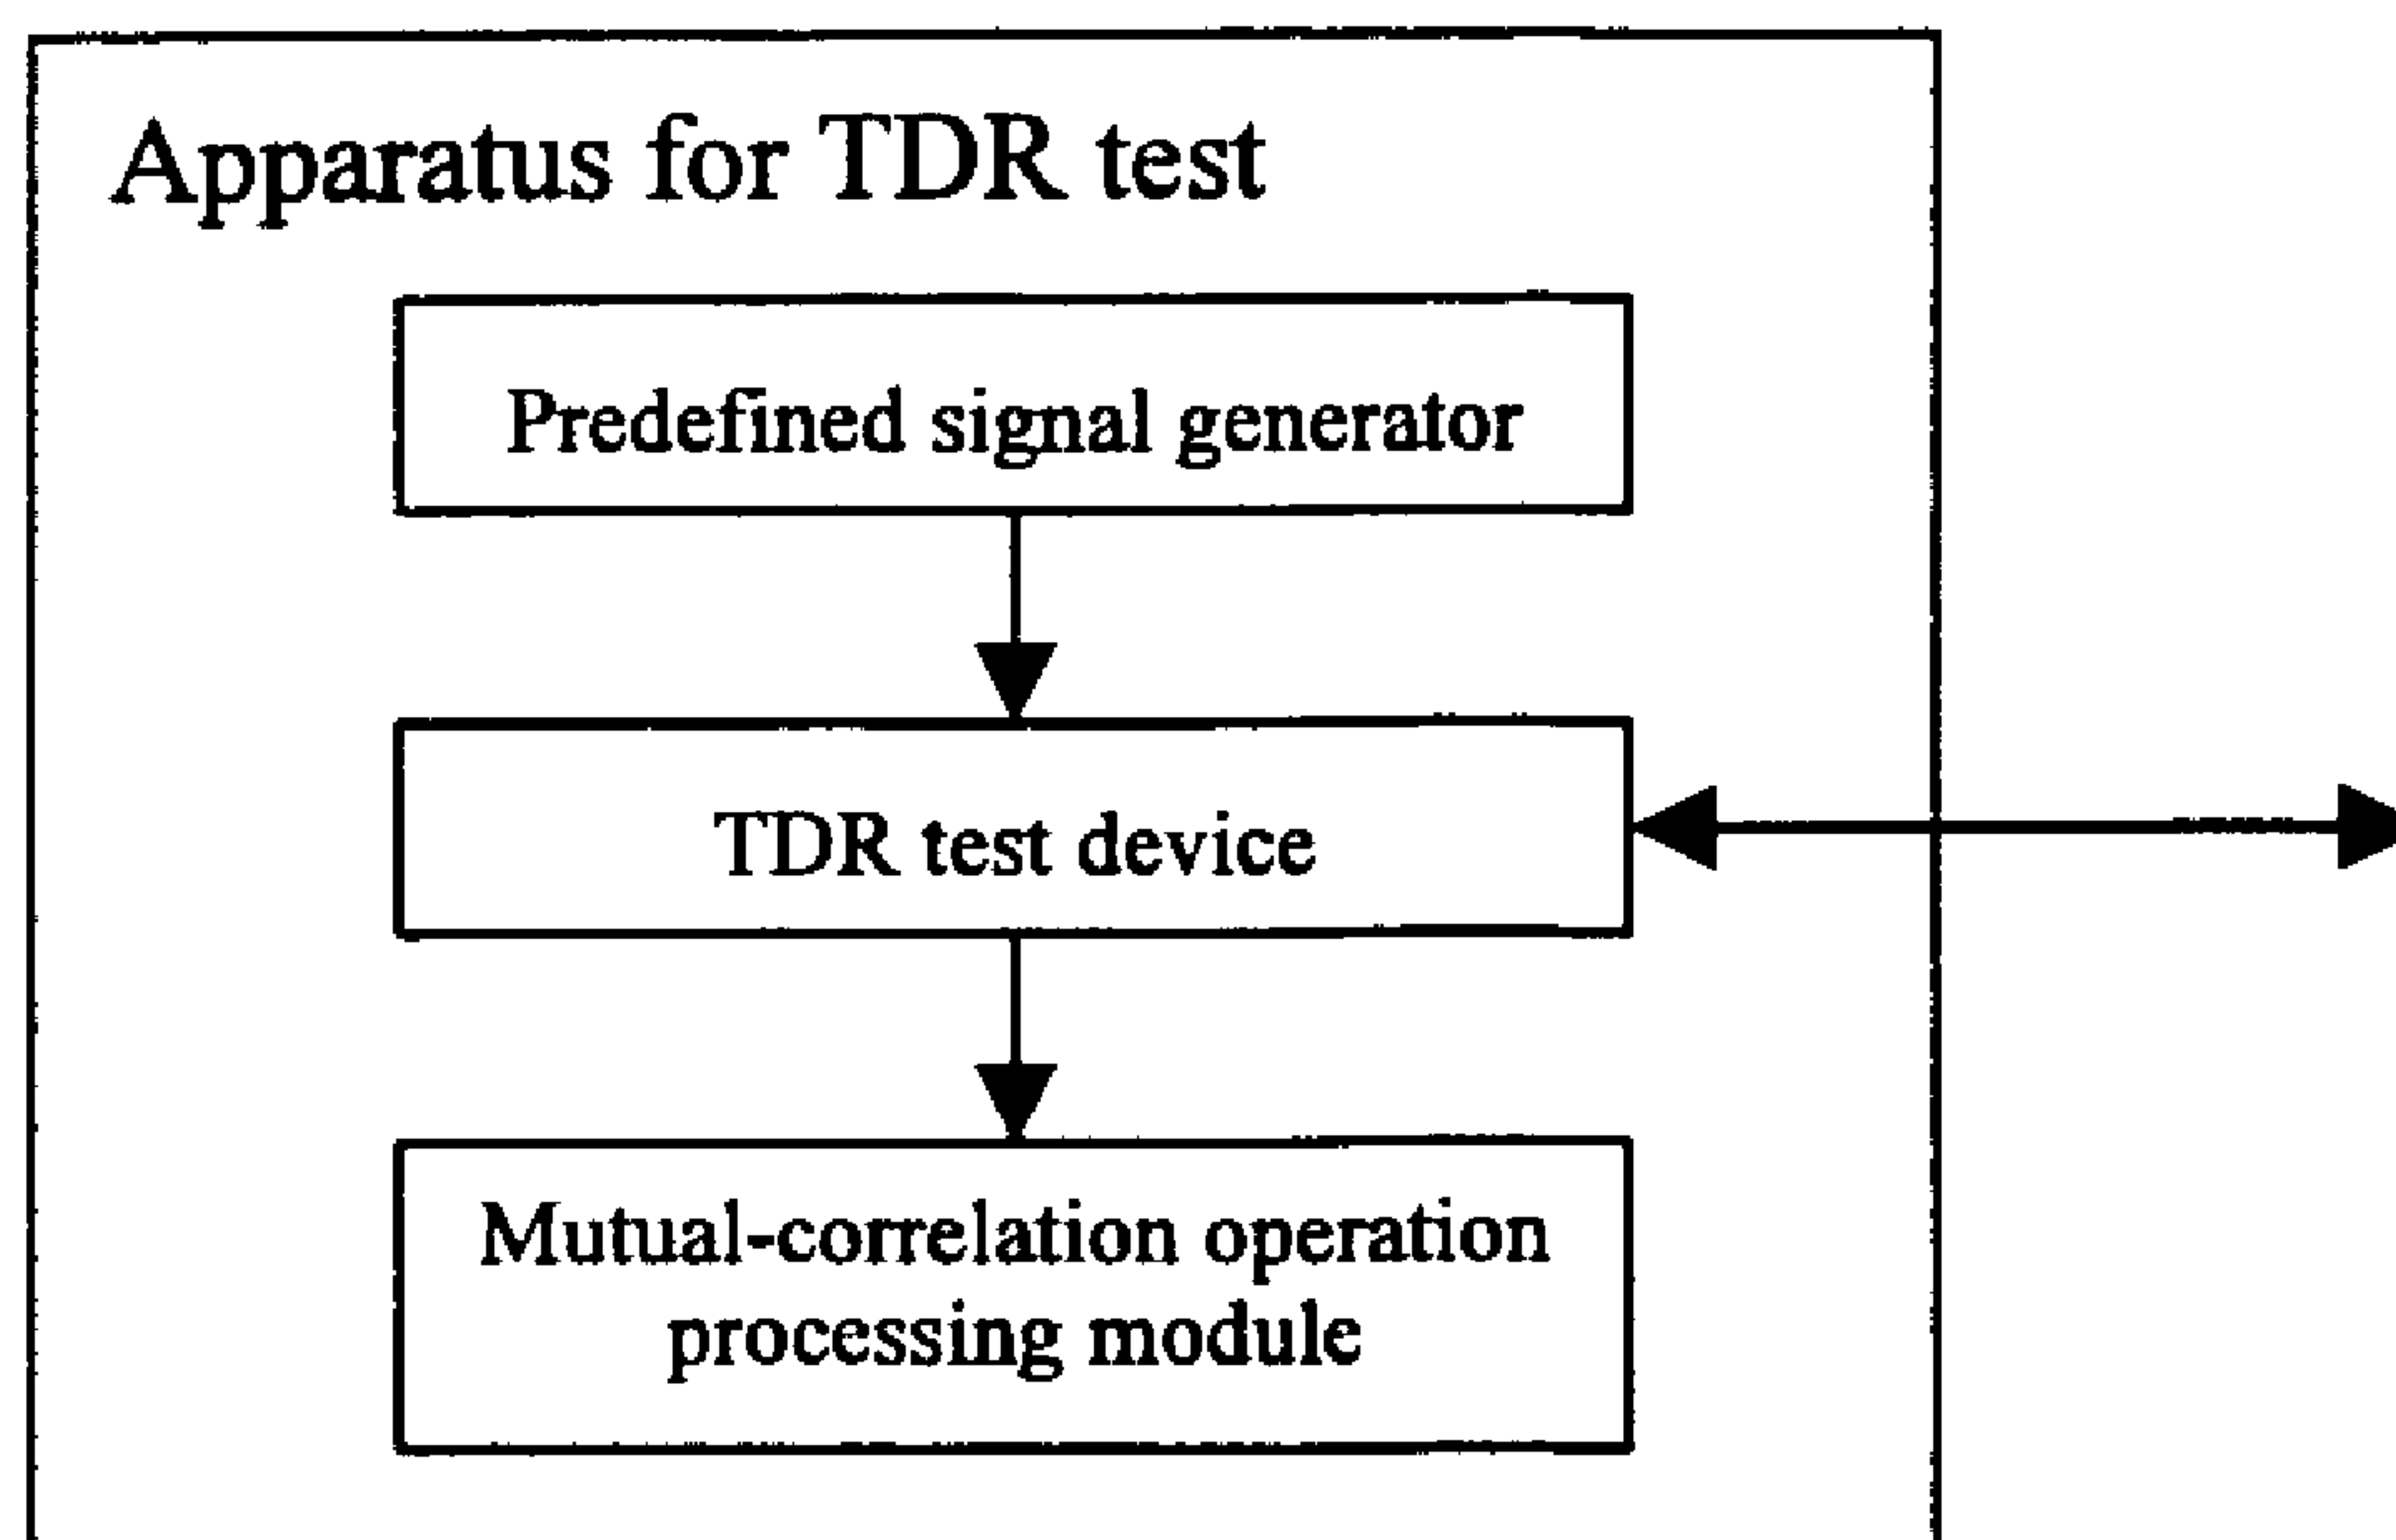 Apparatus for TDR test
Predefined signal generator
TDR test device
Mutual-correlation operation
processing module